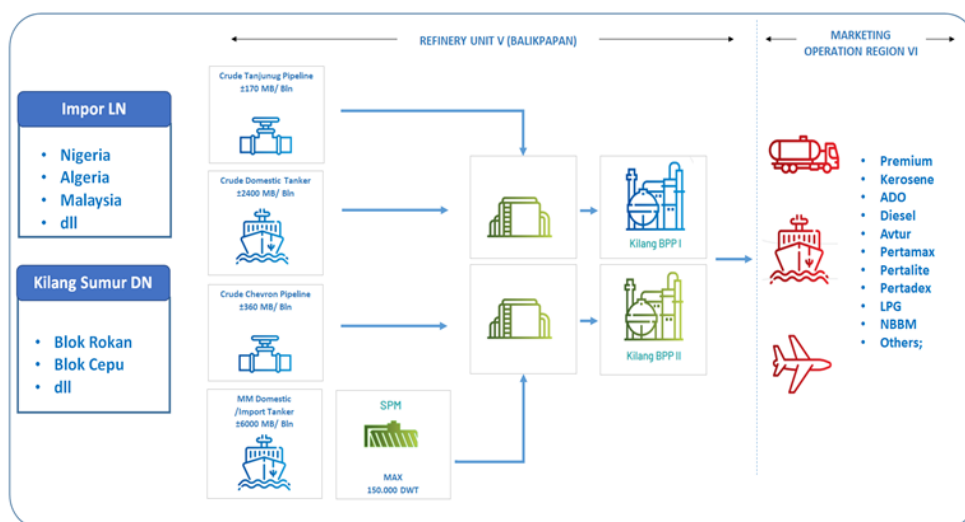 REFINERY UNIT V (BALIKPAPAN)
MARKETING
OPERATION REGION VI
Impor LN
• Nigeria
• Algeria
• Malaysia
• dll
Kilang Sumur DN
• Blok Rokan
• Blok Cepu
• dll
Crude Tanjunug Pipeline
±170 MB/ Bln
Crude Domestic Tanker
±2400 MB/ Bln
Crude Chevron Pipeline
±360 MB/ Bln
MM Domestic
/Import Tanker
±6000 MB/ Bln
SPM
MAX
150.000 DWT
Kilang BPP I
Kilang BPP II
• Premium
• Kerosene
• ADO
• Diesel
• Avtur
• Pertamax
• Pertalite
• Pertadex
• LPG
• NBBM
• Others;